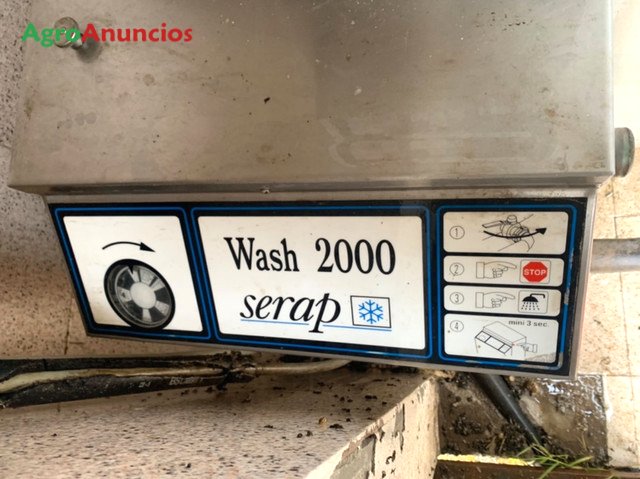 AgroAnuncios
Wash 2000
serap
1
2 STOP
3
4 mini 3 sec.